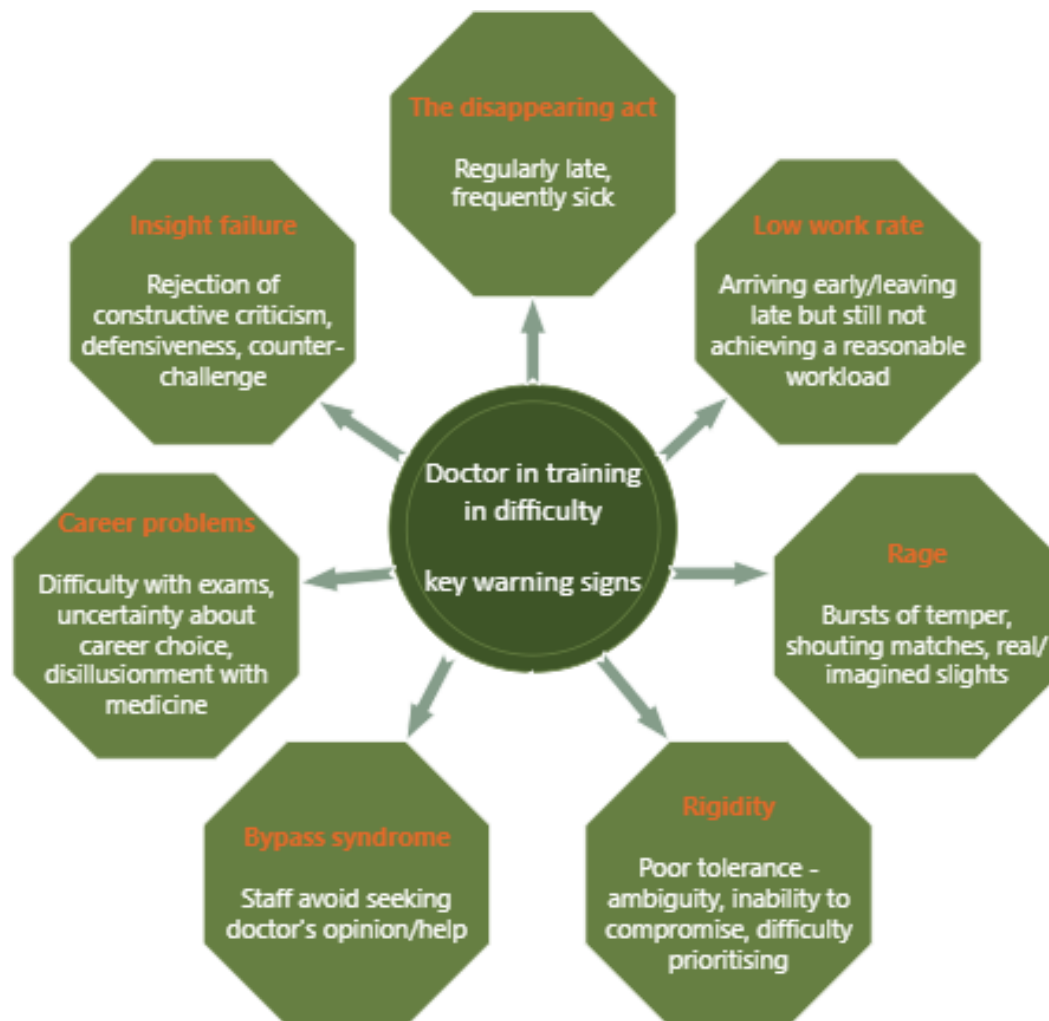 The disappearing act
Regularly late,
frequently sick
Insight failure
Rejection of
constructive criticism,
defensiveness, counter-
challenge
Low work rate
Arriving early/leaving
late but still not
achieving a reasonable
workload
Doctor in training
in difficulty
key warning signs
Career problems
Difficulty with exams,
uncertainty about
career choice,
disillusionment with
medicine
Rage
Bursts of temper,
shouting matches, real/
imagined slights
Bypass syndrome
Staff avoid seeking
doctor's opinion/help
Rigidity
Poor tolerance -
ambiguity, inability to
compromise, difficulty
prioritising